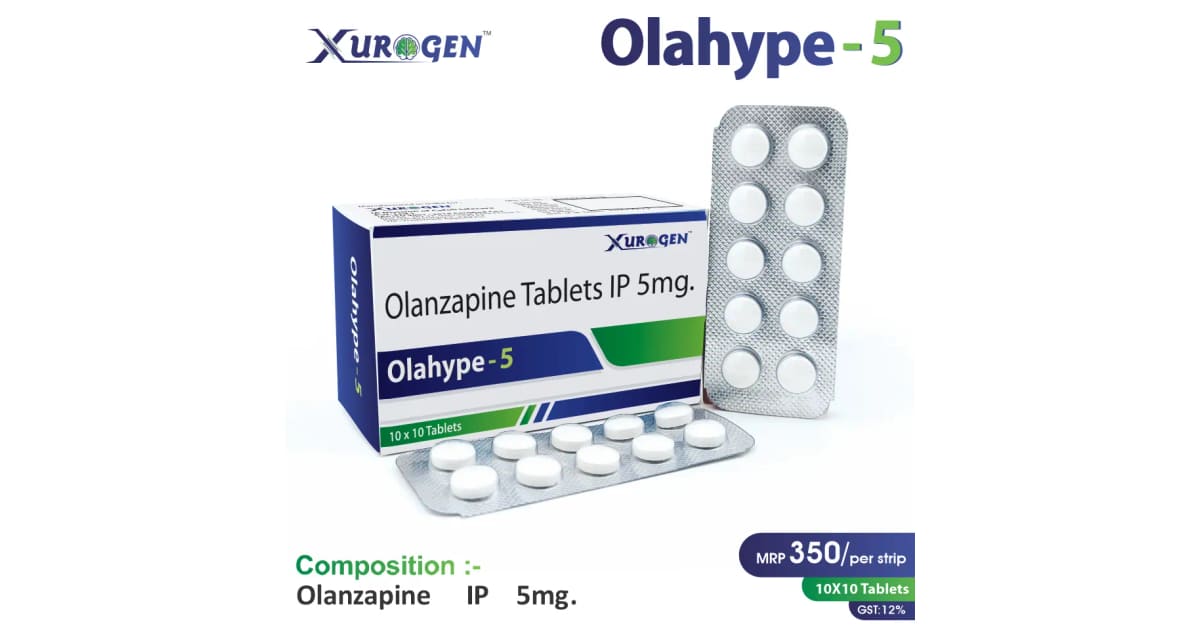 XUROGEN™
Olahype - 5
XUROGEN
XUROGEN™
Olanzapine Tablets IP 5mg.
Olahype - 5
Olahype - 5
10 x 10 Tablets
Composition :-
Olanzapine IP 5mg.
MRP 350/per strip
10X10 Tablets
GST:12%